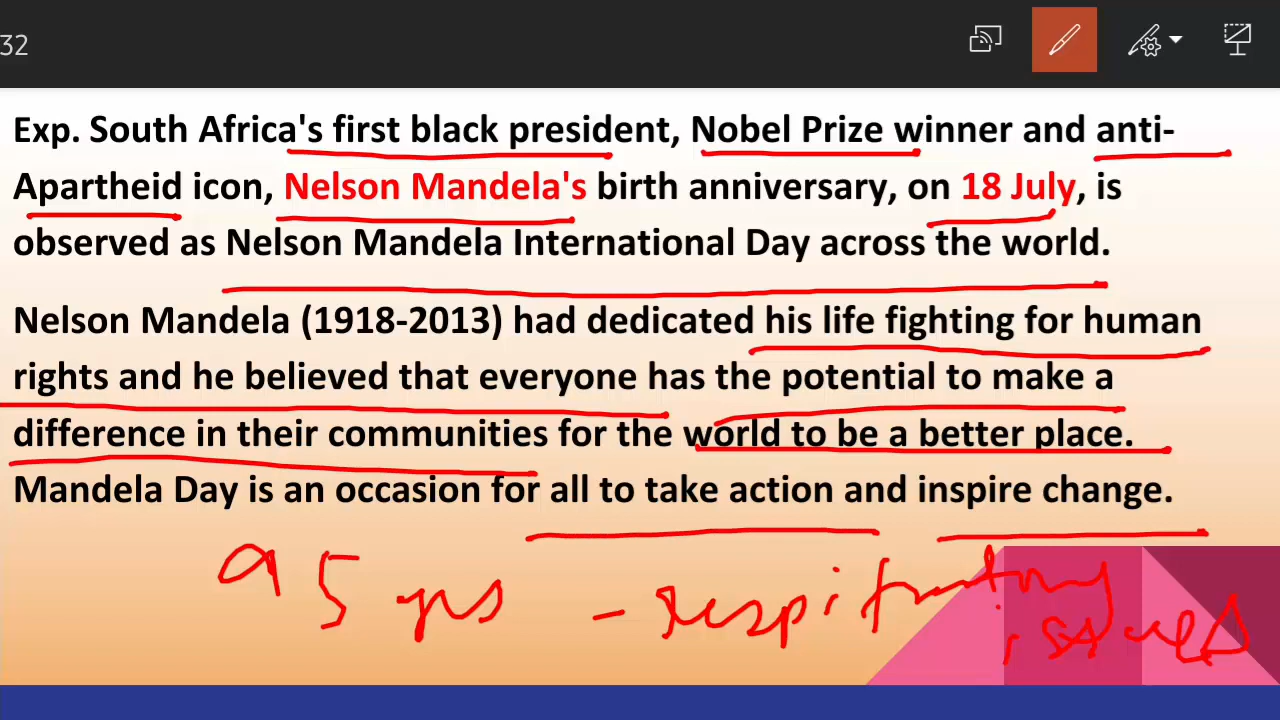 32
Exp. South Africa's first black president, Nobel Prize winner and anti-
Apartheid icon, Nelson Mandela's birth anniversary, on 18 July, is
observed as Nelson Mandela International Day across the world.
Nelson Mandela (1918-2013) had dedicated his life fighting for human
rights and he believed that everyone has the potential to make a
difference in their communities for the world to be a better place.
Mandela Day is an occasion for all to take action and inspire change.
95 yrs - respiratory
issues